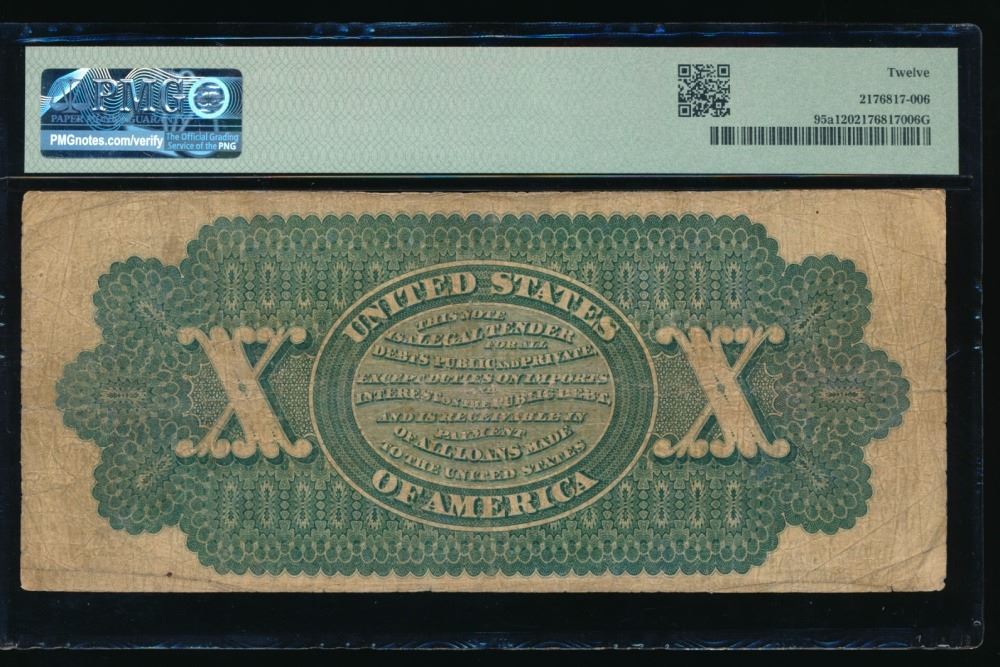 PMG
PAPER MONEY GUARANTY
PMGnotes.com/verify
The Official Grading
Service of the PNG
Twelve
2176817-006
95a1202176817006G
UNITED STATES
THIS NOTE
IS A LEGAL TENDER
FOR ALL
DEBTS PUBLIC AND PRIVATE
EXCEPT DUTIES ON IMPORTS
INTEREST ON THE PUBLIC DEBT,
AND IS RECEIVABLE IN
PAYMENT
OF ALL LOANS MADE
TO THE UNITED STATES
OF AMERICA
X X